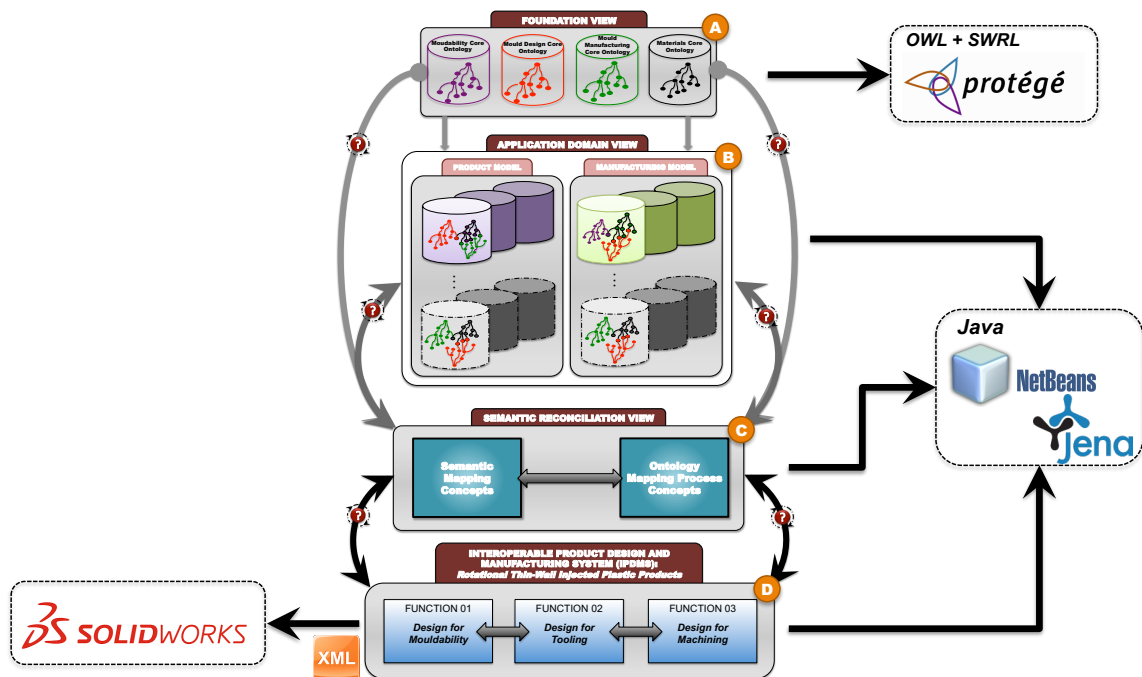 FOUNDATION VIEW
A
Moudability Core
Ontology
Mould Design Core
Ontology
Mould
Manufacturing
Core Ontology
Materials Core
Ontology
OWL + SWRL
protégé
?
?
APPLICATION DOMAIN VIEW
B
PRODUCT MODEL
MANUFACTURING MODEL
?
?
Java
NetBeans
Jena
SEMANTIC RECONCILIATION VIEW
C
Semantic
Mapping
Concepts
Ontology
Mapping Process
Concepts
?
?
INTEROPERABLE PRODUCT DESIGN AND
MANUFACTURING SYSTEM (IPDMS):
Rotational Thin-Wall Injected Plastic Products
D
FUNCTION 01
Design for
Mouldability
FUNCTION 02
Design for
Tooling
FUNCTION 03
Design for
Machining
SOLIDWORKS
XML